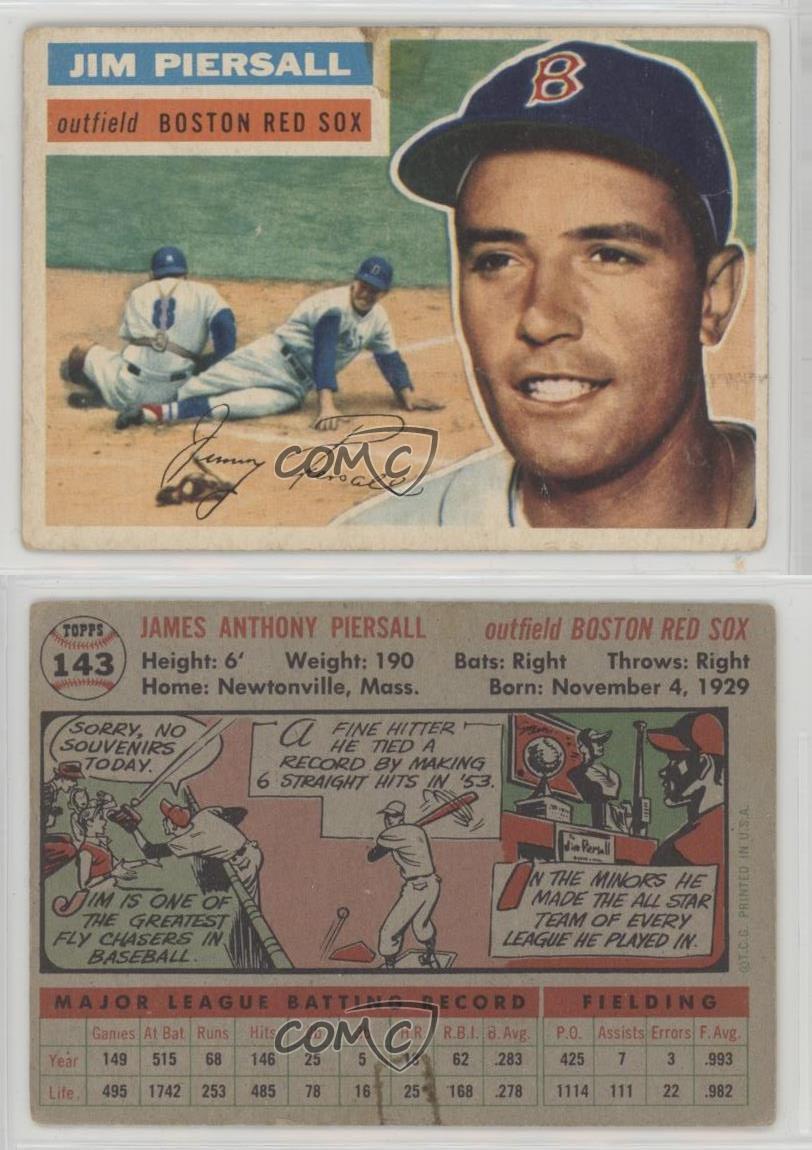 JIM PIERSALL
outfield BOSTON RED SOX
B
8
Jimmy Piersall
COMC
TOPPS
143
JAMES ANTHONY PIERSALL outfield BOSTON RED SOX
Height: 6' Weight: 190 Bats: Right Throws: Right
Home: Newtonville, Mass. Born: November 4, 1929
SORRY, NO
SOUVENIRS
TODAY.
JIM IS ONE OF
THE GREATEST
FLY CHASERS IN
BASEBALL.
A FINE HITTER
HE TIED A
RECORD BY MAKING
6 STRAIGHT HITS IN '53.
Jim Piersall
IN THE MINORS HE
MADE THE ALL STAR
TEAM OF EVERY
LEAGUE HE PLAYED IN.
©T.C.G. PRINTED IN U.S.A.
MAJOR LEAGUE BATTING RECORD FIELDING
Games At Bat Runs Hits H.R. R.B.I. B.Avg. P.O. Assists Errors F.Avg.
Year 149 515 68 146 25 5 62 .283 425 7 3 .993
Life. 495 1742 253 485 78 16 25 168 .278 1114 111 22 .982
COMC